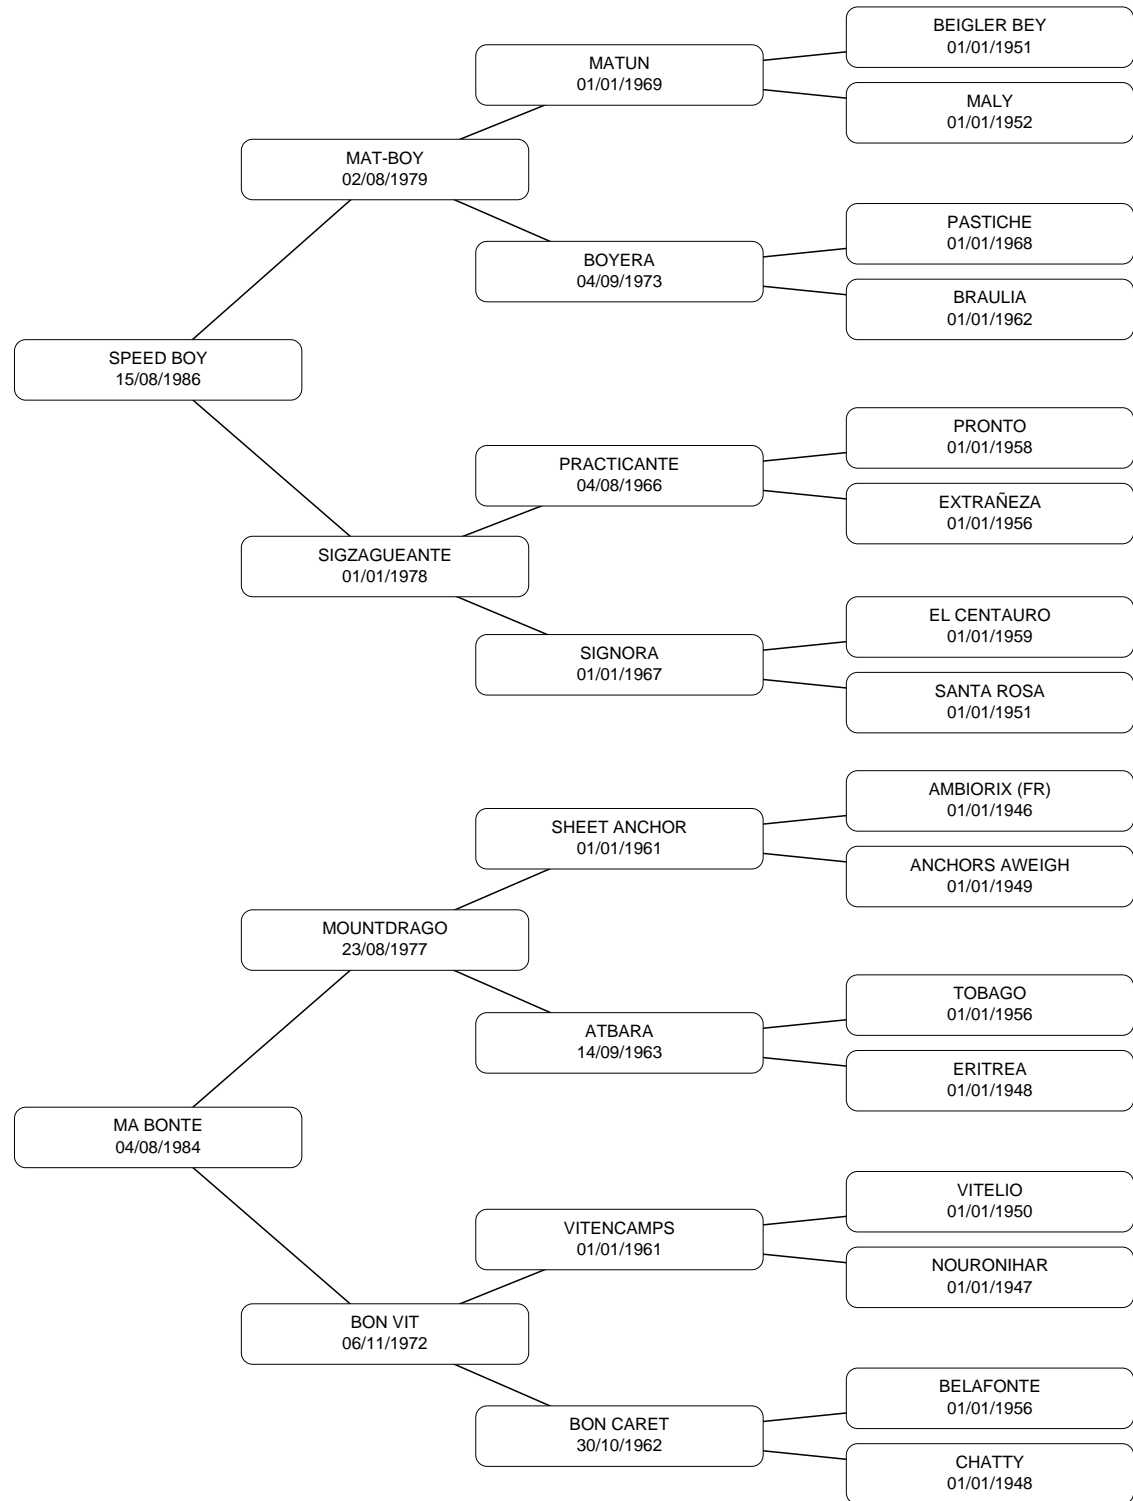 BEIGLER BEY
01/01/1951
MATUN
01/01/1969
MALY
01/01/1952
MAT-BOY
02/08/1979
PASTICHE
01/01/1968
BOYERA
04/09/1973
BRAULIA
01/01/1962
SPEED BOY
15/08/1986
PRONTO
01/01/1958
PRACTICANTE
04/08/1966
EXTRAÑEZA
01/01/1956
SIGZAGUEANTE
01/01/1978
EL CENTAURO
01/01/1959
SIGNORA
01/01/1967
SANTA ROSA
01/01/1951
AMBIORIX (FR)
01/01/1946
SHEET ANCHOR
01/01/1961
ANCHORS AWEIGH
01/01/1949
MOUNTDRAGO
23/08/1977
TOBAGO
01/01/1956
ATBARA
14/09/1963
ERITREA
01/01/1948
MA BONTE
04/08/1984
VITELIO
01/01/1950
VITENCAMPS
01/01/1961
NOURONIHAR
01/01/1947
BON VIT
06/11/1972
BELAFONTE
01/01/1956
BON CARET
30/10/1962
CHATTY
01/01/1948